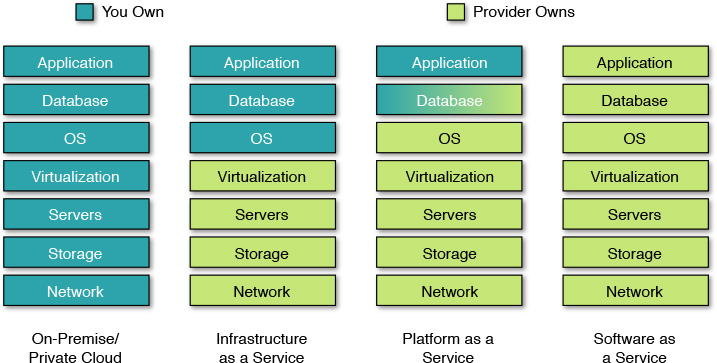 You Own
Provider Owns
Application
Application
Application
Application
Database
Database
Database
Database
OS
OS
OS
OS
Virtualization
Virtualization
Virtualization
Virtualization
Servers
Servers
Servers
Servers
Storage
Storage
Storage
Storage
Network
Network
Network
Network
On-Premise/
Private Cloud
Infrastructure
as a Service
Platform as a
Service
Software as
a Service